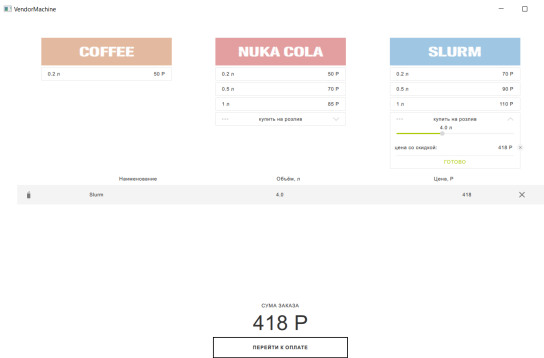 VendorMachine
COFFEE
0.2 л 50 Р
NUKA COLA
0.2 л 50 Р
0.5 л 70 Р
1 л 85 Р
купить на розлив
SLURM
0.2 л 70 Р
0.5 л 90 Р
1 л 110 Р
купить на розлив
4.0 л
цена со скидкой: 418 Р
ГОТОВО
Наименование Объём, л Цена, Р
Slurm 4.0 418
СУМА ЗАКАЗА
418 Р
ПЕРЕЙТИ К ОПЛАТЕ